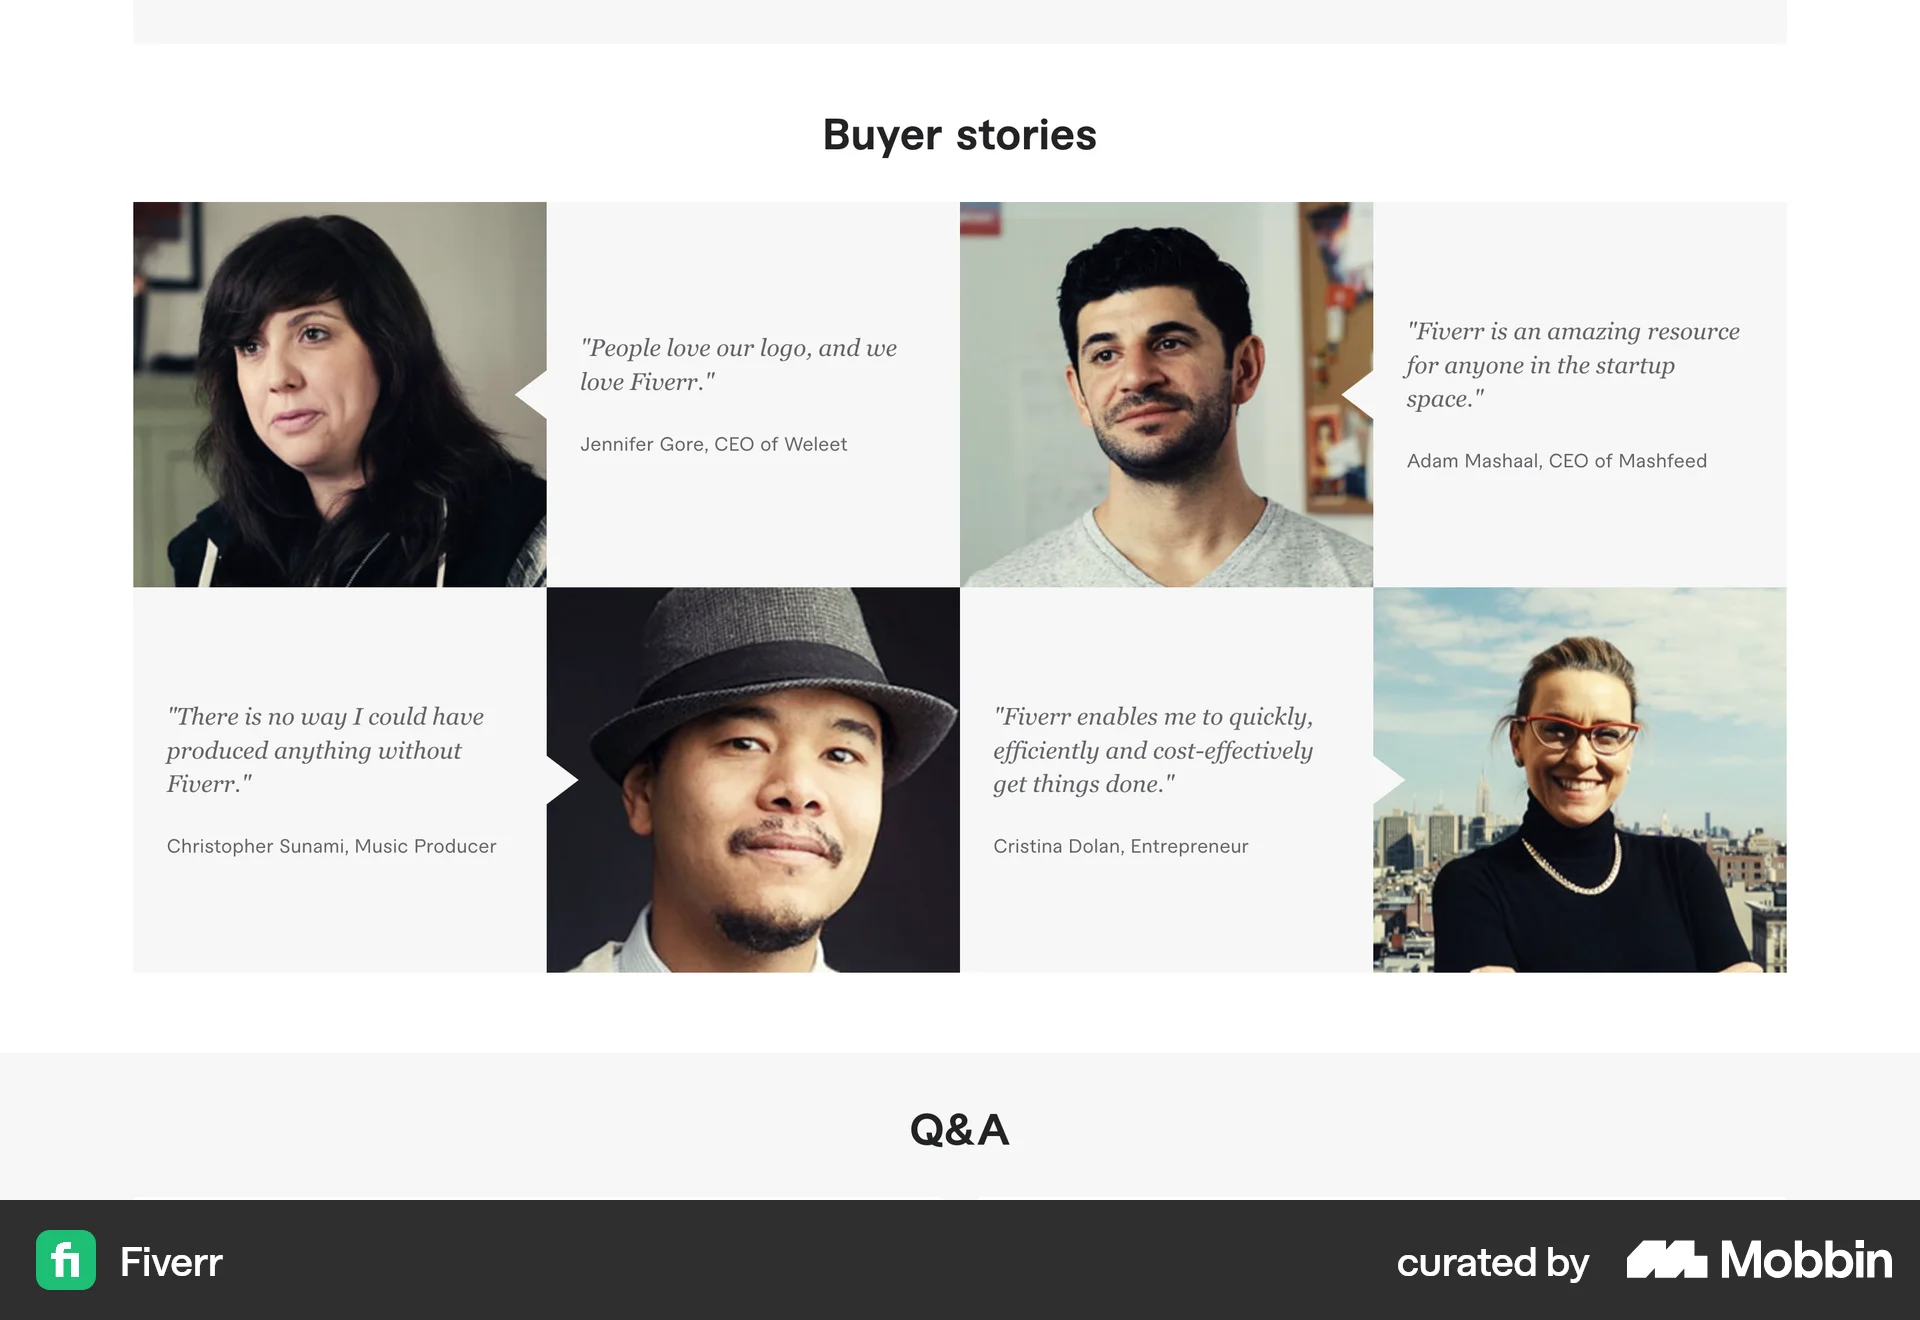 Buyer stories
"People love our logo, and we
love Fiverr."
Jennifer Gore, CEO of Weleet
"Fiverr is an amazing resource
for anyone in the startup
space."
Adam Mashaal, CEO of Mashfeed
"There is no way I could have
produced anything without
Fiverr."
Christopher Sunami, Music Producer
"Fiverr enables me to quickly,
efficiently and cost-effectively
get things done."
Cristina Dolan, Entrepreneur
Q&A
fi Fiverr
curated by Mobbin